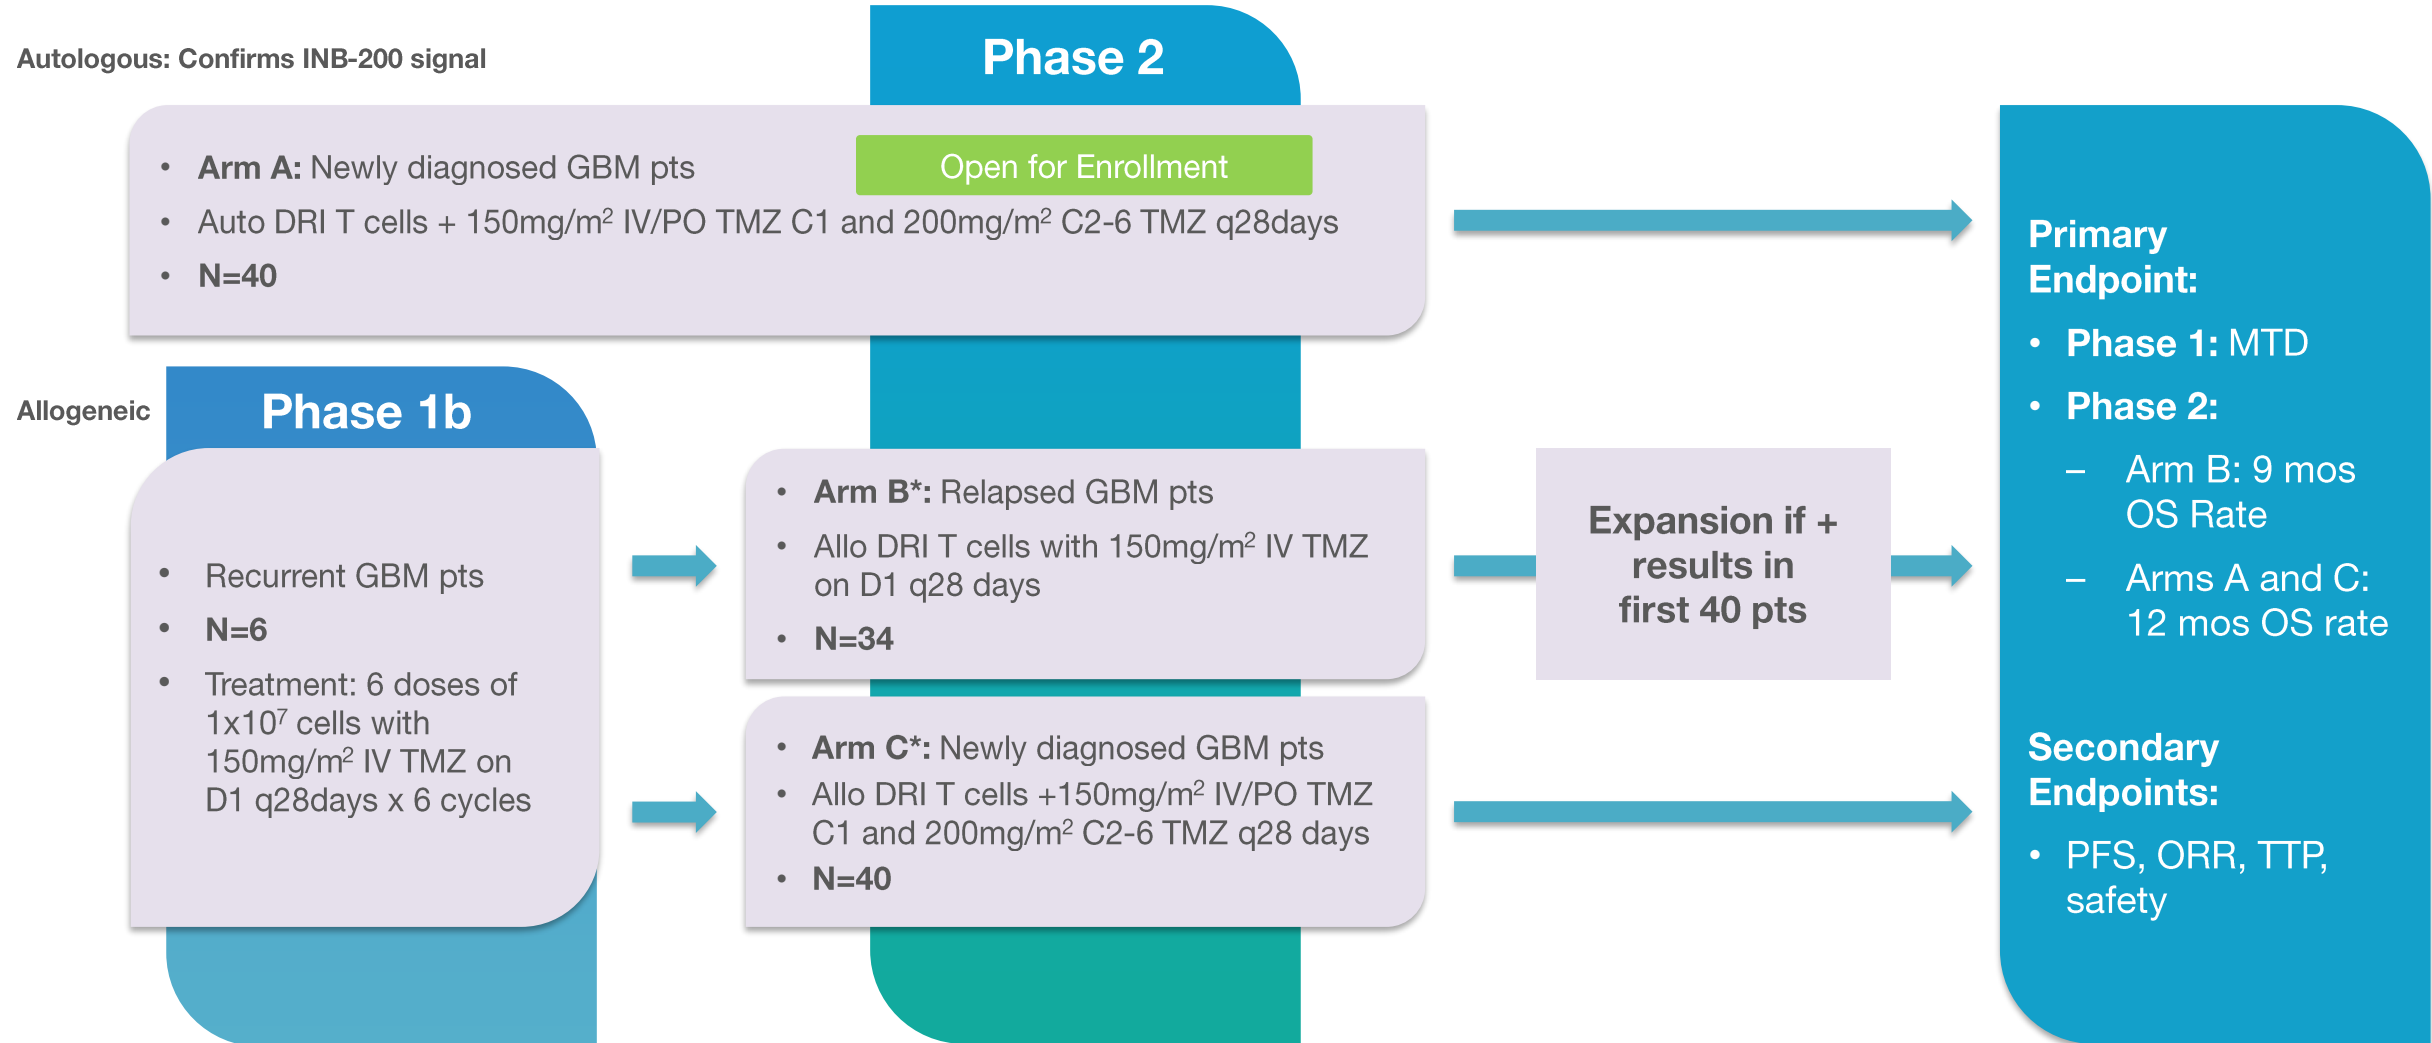 Autologous: Confirms INB-200 signal
Phase 2
• Arm A: Newly diagnosed GBM pts
Open for Enrollment
• Auto DRI T cells + 150mg/m² IV/PO TMZ C1 and 200mg/m² C2-6 TMZ q28days
• N=40
Allogeneic
Phase 1b
• Recurrent GBM pts
• N=6
• Treatment: 6 doses of
1x10⁷ cells with
150mg/m² IV TMZ on
D1 q28days x 6 cycles
• Arm B*: Relapsed GBM pts
• Allo DRI T cells with 150mg/m² IV TMZ
on D1 q28 days
• N=34
Expansion if +
results in
first 40 pts
• Arm C*: Newly diagnosed GBM pts
• Allo DRI T cells +150mg/m² IV/PO TMZ
C1 and 200mg/m² C2-6 TMZ q28 days
• N=40
Primary
Endpoint:
• Phase 1: MTD
• Phase 2:
– Arm B: 9 mos
OS Rate
– Arms A and C:
12 mos OS rate
Secondary
Endpoints:
• PFS, ORR, TTP,
safety